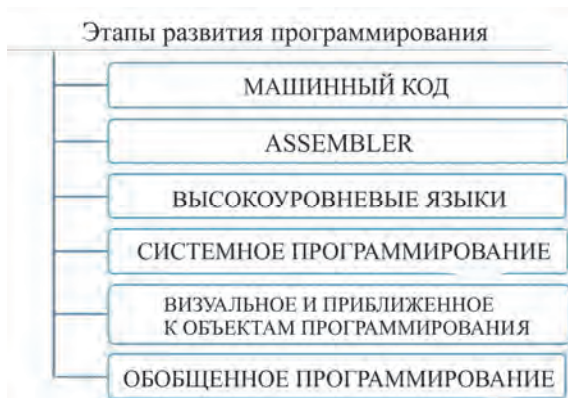 Этапы развития программирования
МАШИННЫЙ КОД
ASSEMBLER
ВЫСОКОУРОВНЕВЫЕ ЯЗЫКИ
СИСТЕМНОЕ ПРОГРАММИРОВАНИЕ
ВИЗУАЛЬНОЕ И ПРИБЛИЖЕННОЕ
К ОБЪЕКТАМ ПРОГРАММИРОВАНИЯ
ОБОБЩЕННОЕ ПРОГРАММИРОВАНИЕ